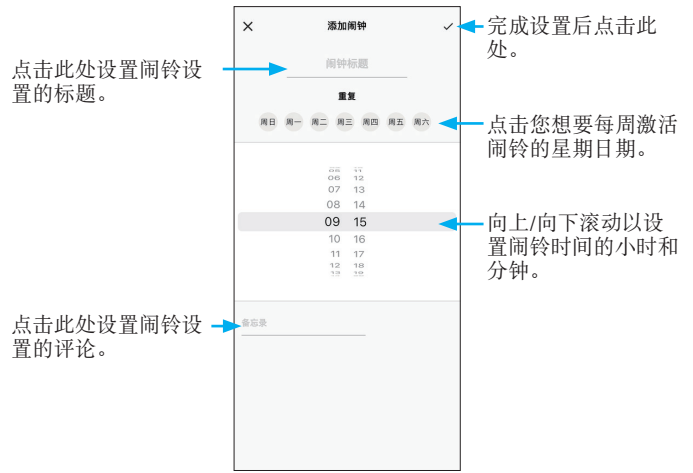 添加闹钟
完成设置后点击此
处。
点击此处设置闹铃设
置的标题。
闹钟标题
重复
周日 周一 周二 周三 周四 周五 周六
点击您想要每周激活
闹铃的星期日期。
05 11
06 12
07 13
08 14
09 15
10 16
11 17
12 18
13 19
向上/向下滚动以设
置闹铃时间的小时和
分钟。
点击此处设置闹铃设
置的评论。
备忘录